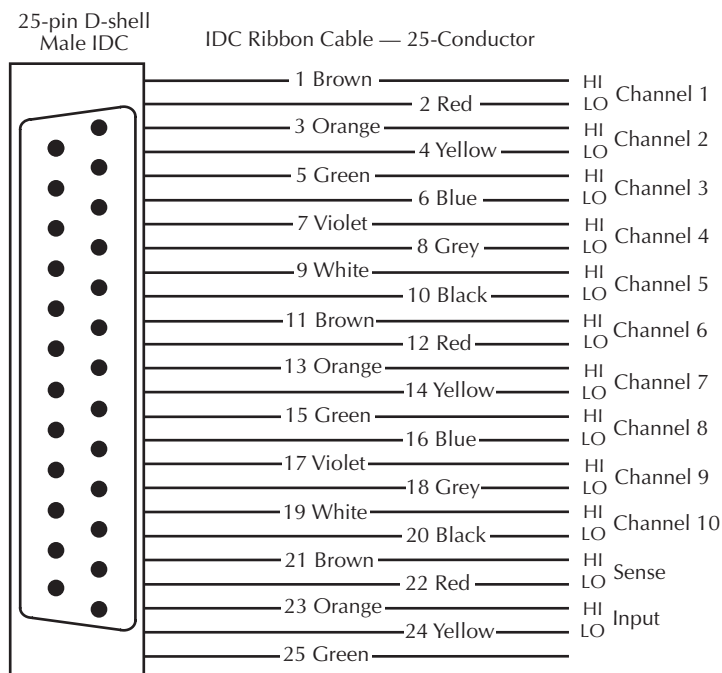 25-pin D-shell
Male IDC
IDC Ribbon Cable — 25-Conductor
1 Brown HI
2 Red LO
Channel 1
3 Orange HI
4 Yellow LO
Channel 2
5 Green HI
6 Blue LO
Channel 3
7 Violet HI
8 Grey LO
Channel 4
9 White HI
10 Black LO
Channel 5
11 Brown HI
12 Red LO
Channel 6
13 Orange HI
14 Yellow LO
Channel 7
15 Green HI
16 Blue LO
Channel 8
17 Violet HI
18 Grey LO
Channel 9
19 White HI
20 Black LO
Channel 10
21 Brown HI
22 Red LO
Sense
23 Orange HI
24 Yellow LO
Input
25 Green